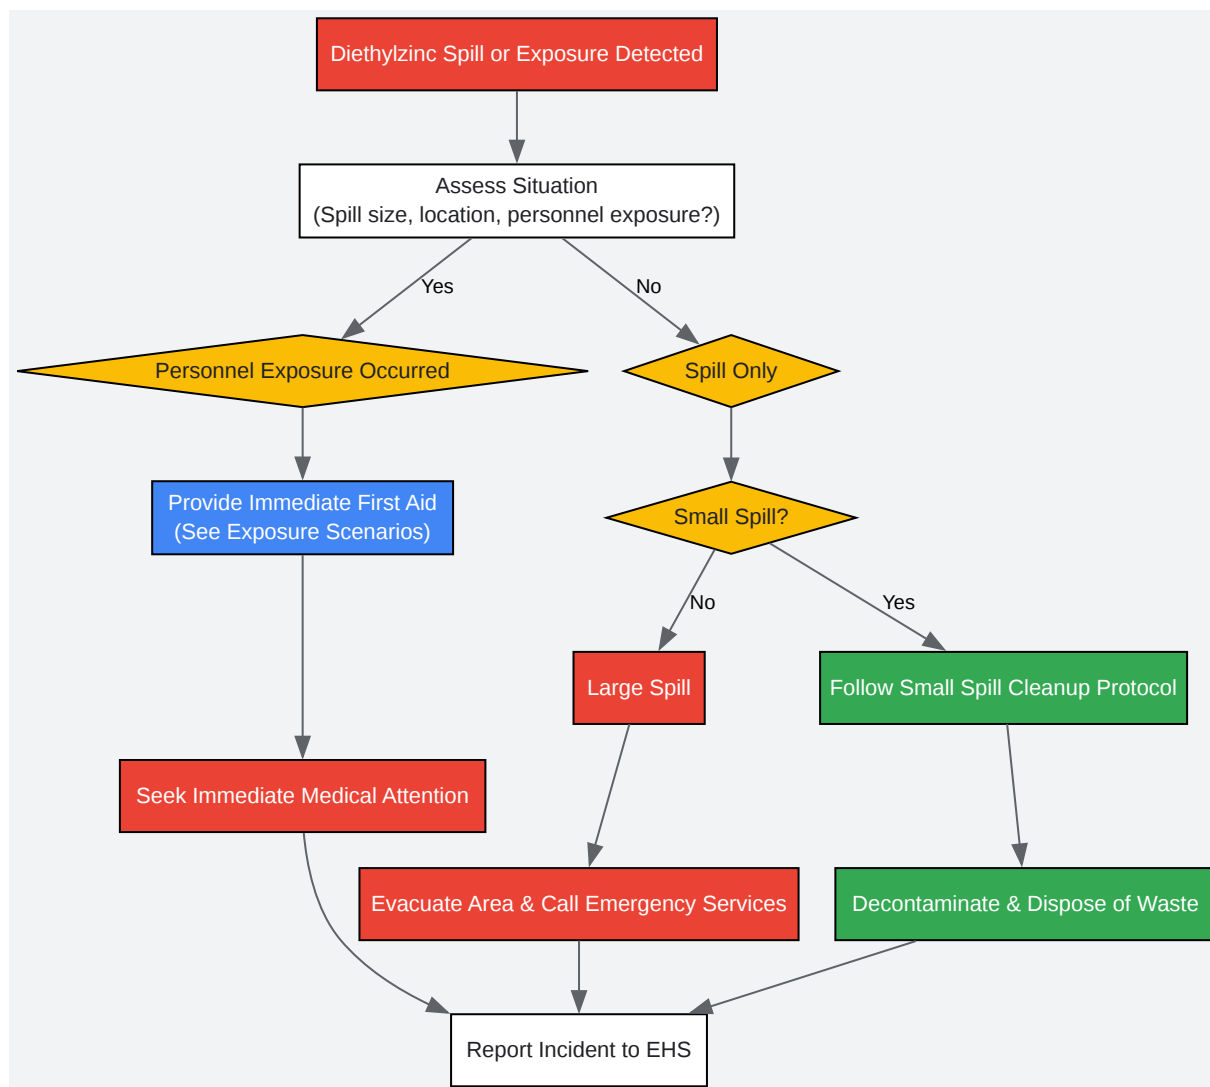 Diethylzinc Spill or Exposure Detected
Assess Situation
(Spill size, location, personnel exposure?)
Yes
No
Personnel Exposure Occurred
Spill Only
Provide Immediate First Aid
(See Exposure Scenarios)
Small Spill?
No
Yes
Large Spill
Follow Small Spill Cleanup Protocol
Seek Immediate Medical Attention
Evacuate Area & Call Emergency Services
Decontaminate & Dispose of Waste
Report Incident to EHS